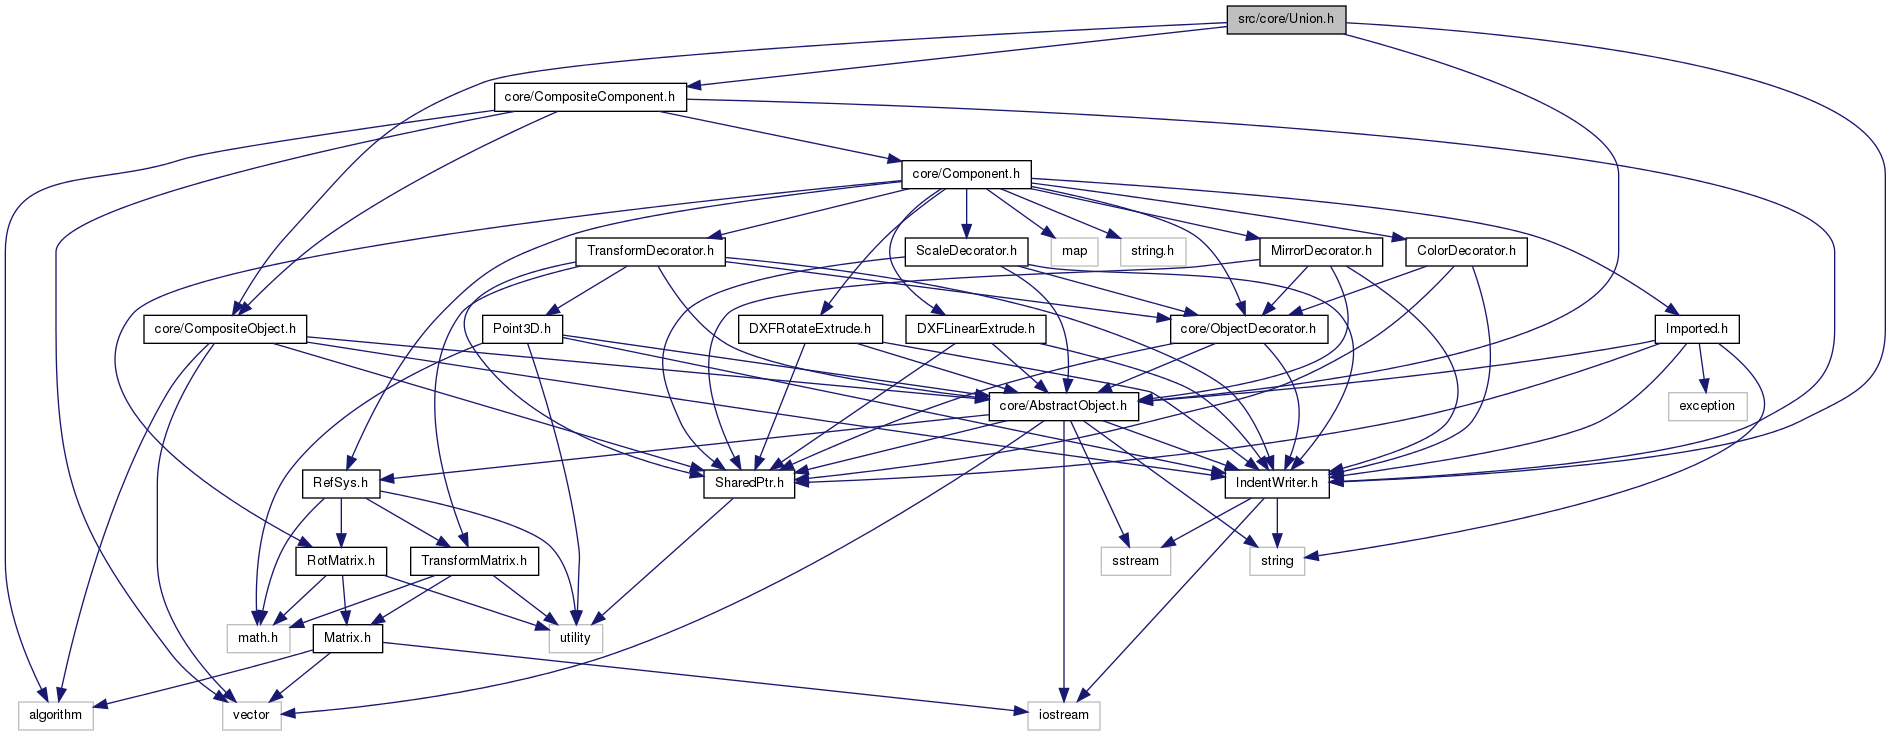 src/core/Union.h
core/CompositeComponent.h
core/Component.h
TransformDecorator.h
ScaleDecorator.h
map
string.h
MirrorDecorator.h
ColorDecorator.h
core/CompositeObject.h
Point3D.h
DXFRotateExtrude.h
DXFLinearExtrude.h
core/ObjectDecorator.h
Imported.h
core/AbstractObject.h
exception
RefSys.h
SharedPtr.h
IndentWriter.h
RotMatrix.h
TransformMatrix.h
sstream
string
math.h
Matrix.h
utility
algorithm
vector
iostream